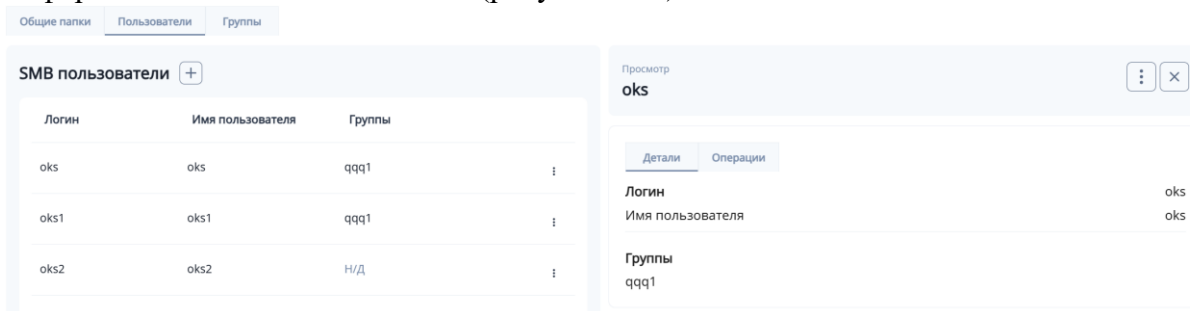 Общие папки Пользователи Группы
SMB пользователи +
Логин Имя пользователя Группы
oks oks qqq1
oks1 oks1 qqq1
oks2 oks2 Н/Д
Просмотр
oks
Детали Операции
Логин oks
Имя пользователя oks
Группы
qqq1